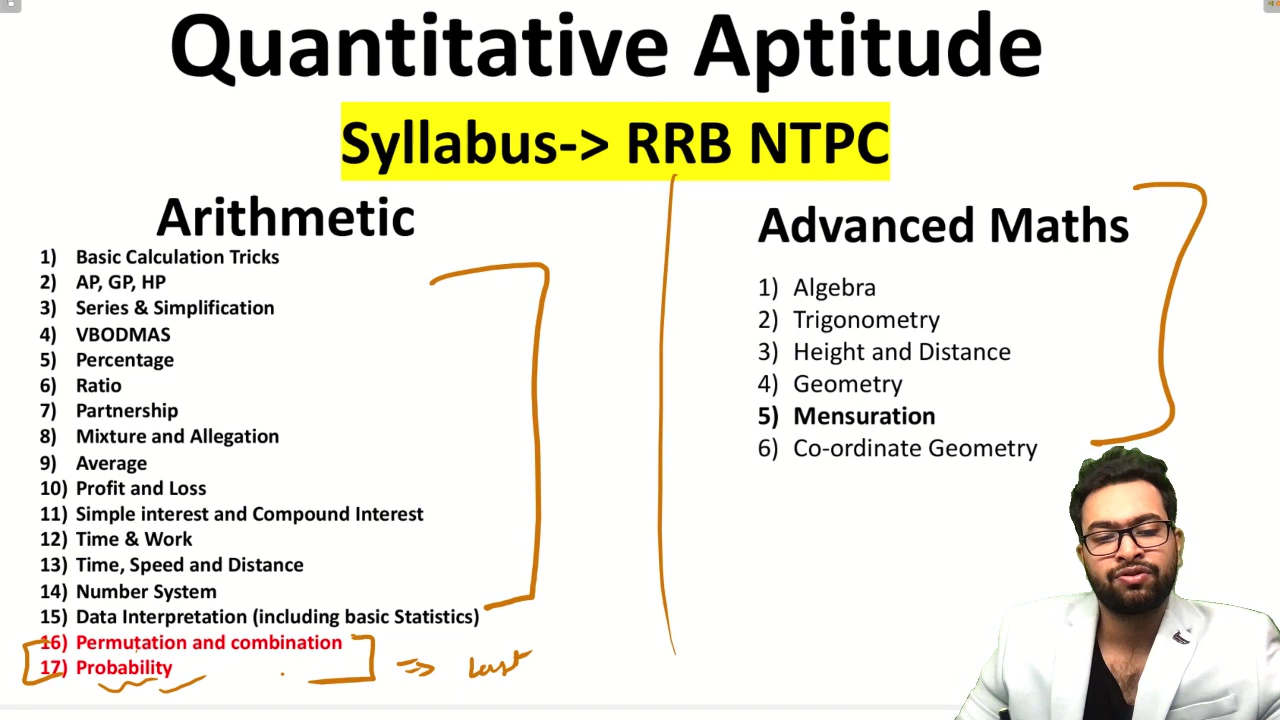 Quantitative Aptitude
Syllabus-> RRB NTPC
Arithmetic
1) Basic Calculation Tricks
2) AP, GP, HP
3) Series & Simplification
4) VBODMAS
5) Percentage
6) Ratio
7) Partnership
8) Mixture and Allegation
9) Average
10) Profit and Loss
11) Simple interest and Compound Interest
12) Time & Work
13) Time, Speed and Distance
14) Number System
15) Data Interpretation (including basic Statistics)
16) Permutation and combination
17) Probability
=> Last
Advanced Maths
1) Algebra
2) Trigonometry
3) Height and Distance
4) Geometry
5) Mensuration
6) Co-ordinate Geometry